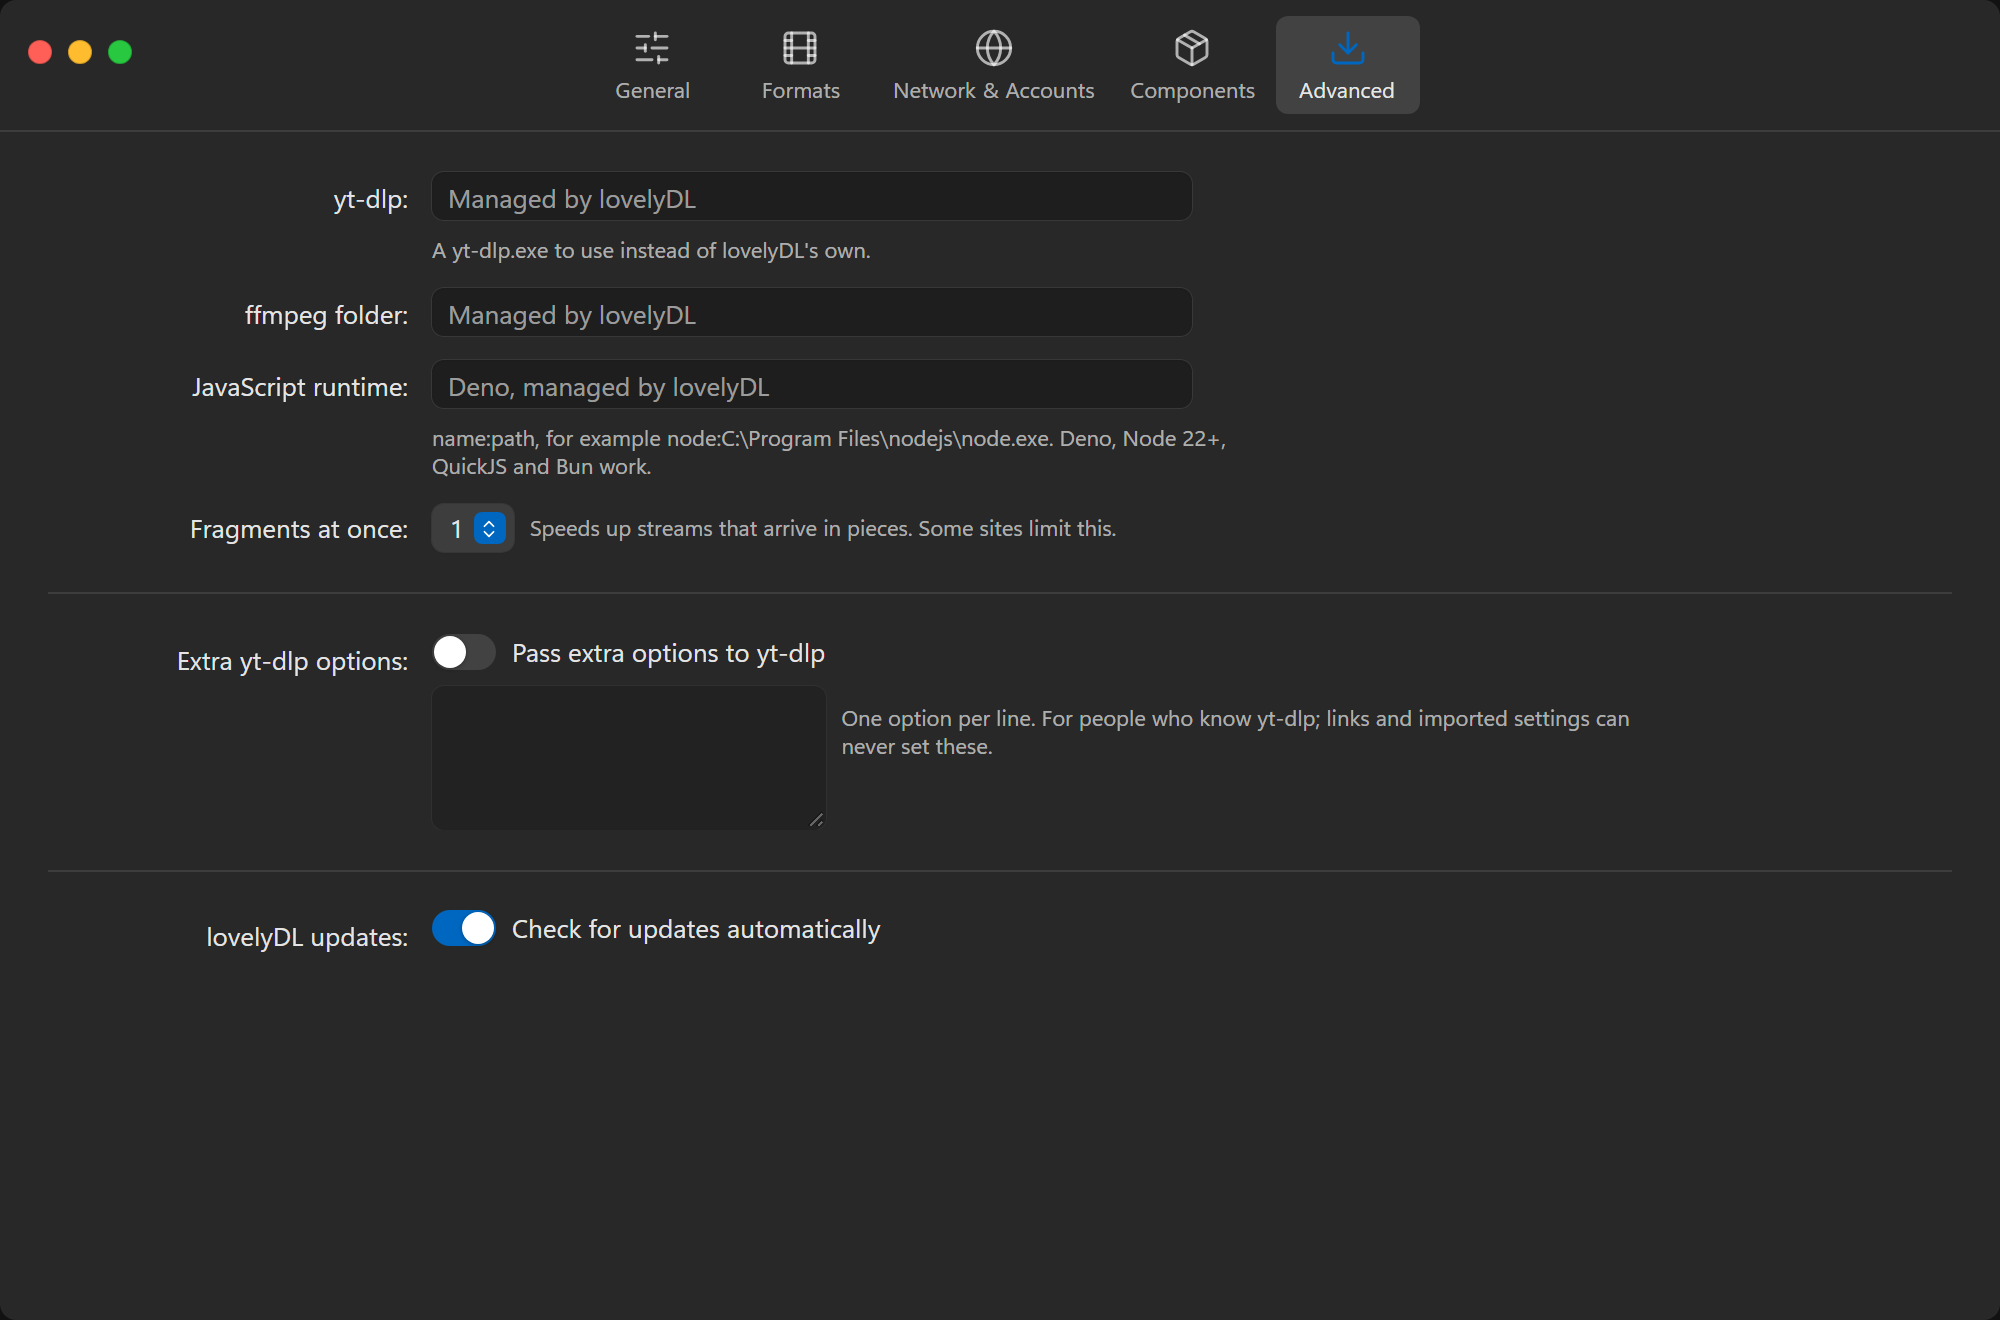 General
Formats
Network & Accounts
Components
Advanced
yt-dlp:
Managed by lovelyDL
A yt-dlp.exe to use instead of lovelyDL's own.
ffmpeg folder:
Managed by lovelyDL
JavaScript runtime:
Deno, managed by lovelyDL
name:path, for example node:C:\Program Files\nodejs\node.exe. Deno, Node 22+,
QuickJS and Bun work.
Fragments at once:
1
Speeds up streams that arrive in pieces. Some sites limit this.
Extra yt-dlp options:
Pass extra options to yt-dlp
One option per line. For people who know yt-dlp; links and imported settings can
never set these.
lovelyDL updates:
Check for updates automatically